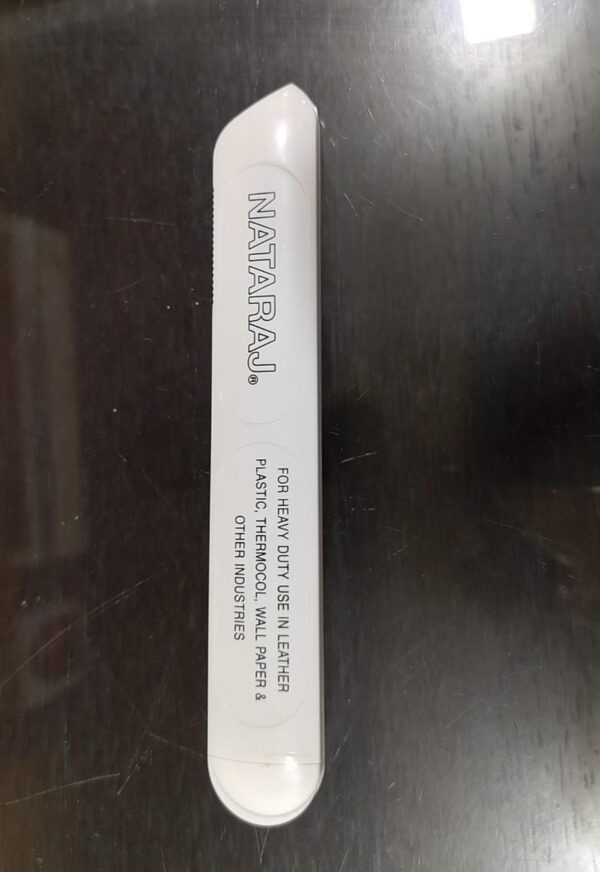 NATARAJ®
FOR HEAVY DUTY USE IN LEATHER
PLASTIC, THERMOCOL, WALL PAPER &
OTHER INDUSTRIES